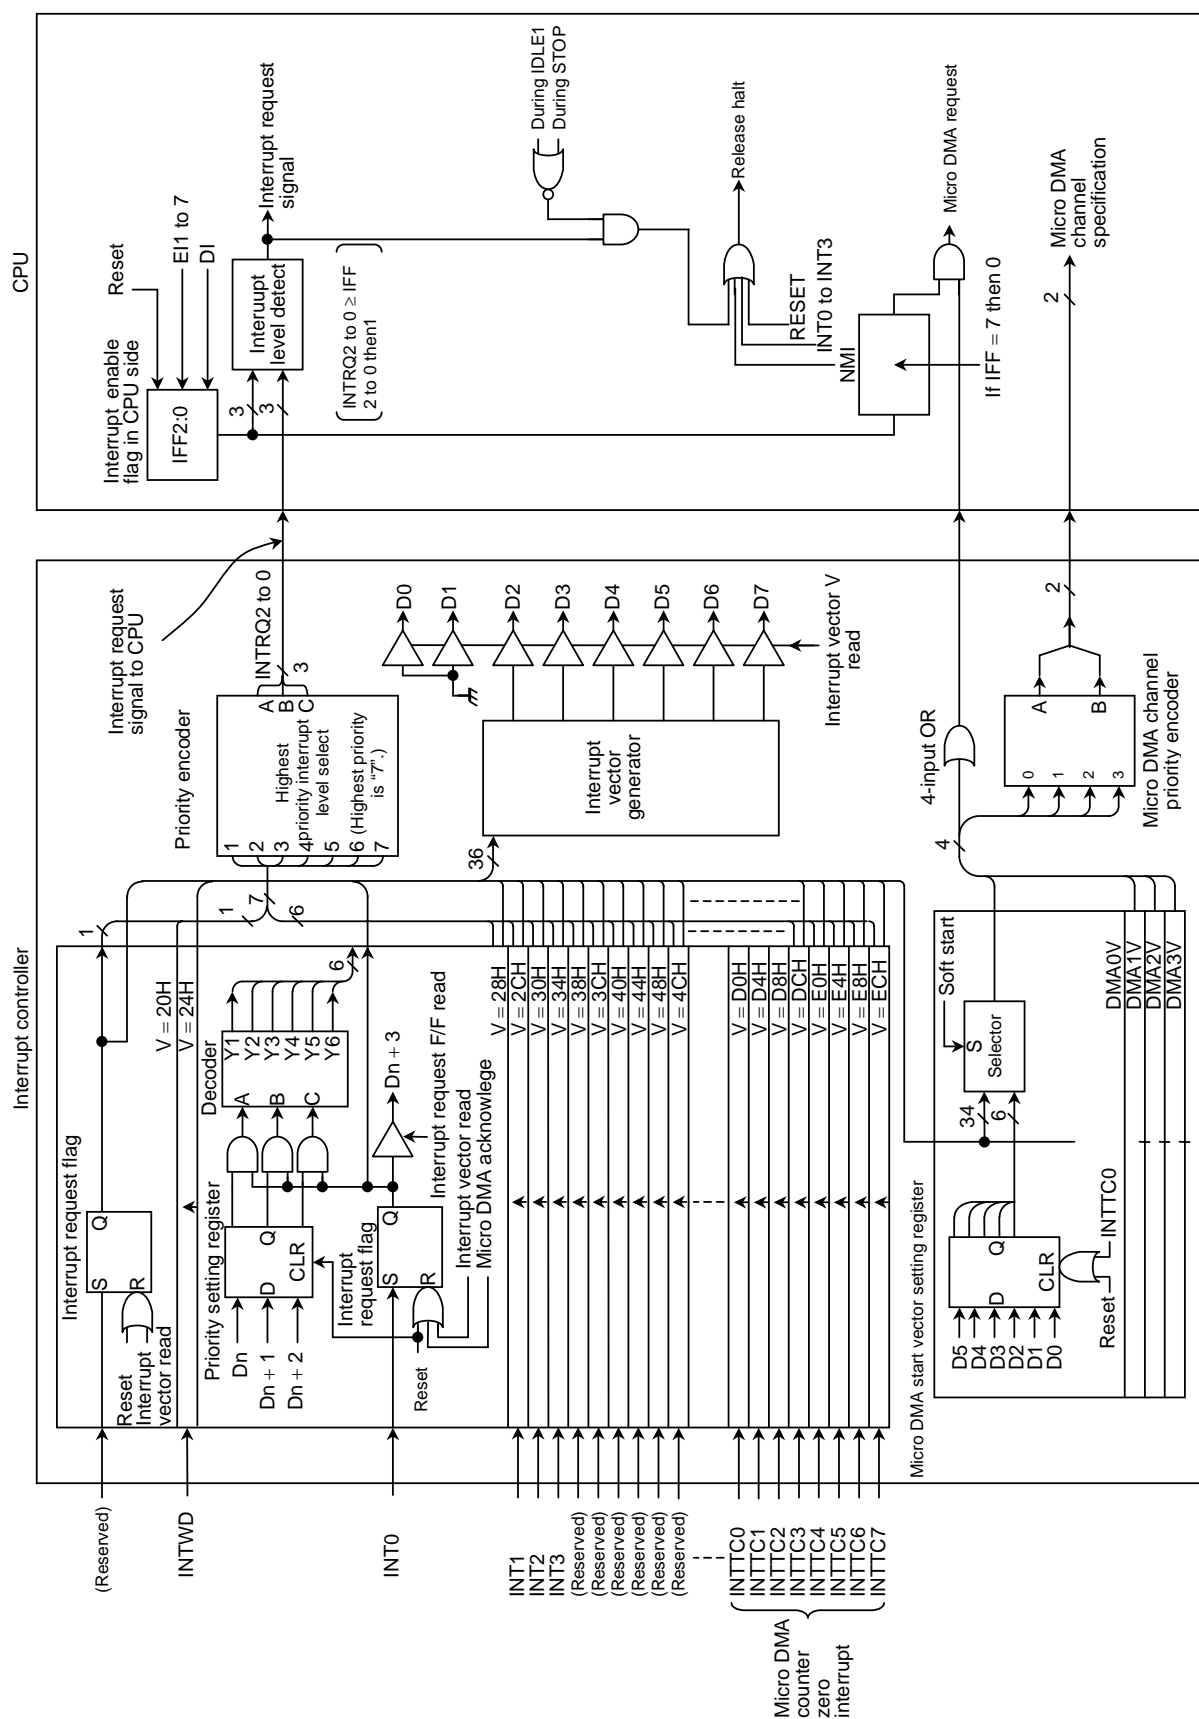 Interrupt controller
CPU
(Reserved)
INTWD
INT0
INT1
INT2
INT3
(Reserved)
(Reserved)
(Reserved)
(Reserved)
(Reserved)
(Reserved)
INTTC0
INTTC1
INTTC2
INTTC3
INTTC4
INTTC5
INTTC6
INTTC7
Micro DMA
counter
zero
interrupt
Interrupt request flag
S
Q
R
Reset
Interrupt
vector read
1
V = 20H
V = 24H
Priority setting register
Dn
Dn + 1
Dn + 2
D
Q
CLR
Decoder
A
B
C
Y1
Y2
Y3
Y4
Y5
Y6
6
Interrupt
request flag
S
Q
R
Reset
Dn + 3
Interrupt request F/F read
Interrupt vector read
Micro DMA acknowlege
V = 28H
V = 2CH
V = 30H
V = 34H
V = 38H
V = 3CH
V = 40H
V = 44H
V = 48H
V = 4CH
V = D0H
V = D4H
V = D8H
V = DCH
V = E0H
V = E4H
V = E8H
V = ECH
1
7
6
Priority encoder
1
2
3
4
5
6
7
Highest
priority interrupt
level select
(Highest priority
is “7”.)
A
B
C
INTRQ2 to 0
3
Interrupt request
signal to CPU
36
Interrupt
vector
generator
D0
D1
D2
D3
D4
D5
D6
D7
Interrupt vector V
read
Micro DMA start vector setting register
D5
D4
D3
D2
D1
D0
D
Q
CLR
Reset
INTTC0
34
6
S
Selector
Soft start
DMA0V
DMA1V
DMA2V
DMA3V
4
4-input OR
0
1
2
3
A
B
Micro DMA channel
priority encoder
2
Interrupt enable
flag in CPU side
IFF2:0
Reset
EI1 to 7
DI
3
3
Interuupt
level detect
Interrupt request
signal
INTRQ2 to 0 ≥ IFF
2 to 0 then1
During IDLE1
During STOP
Release halt
RESET
INT0 to INT3
NMI
If IFF = 7 then 0
Micro DMA request
2
Micro DMA
channel
specification